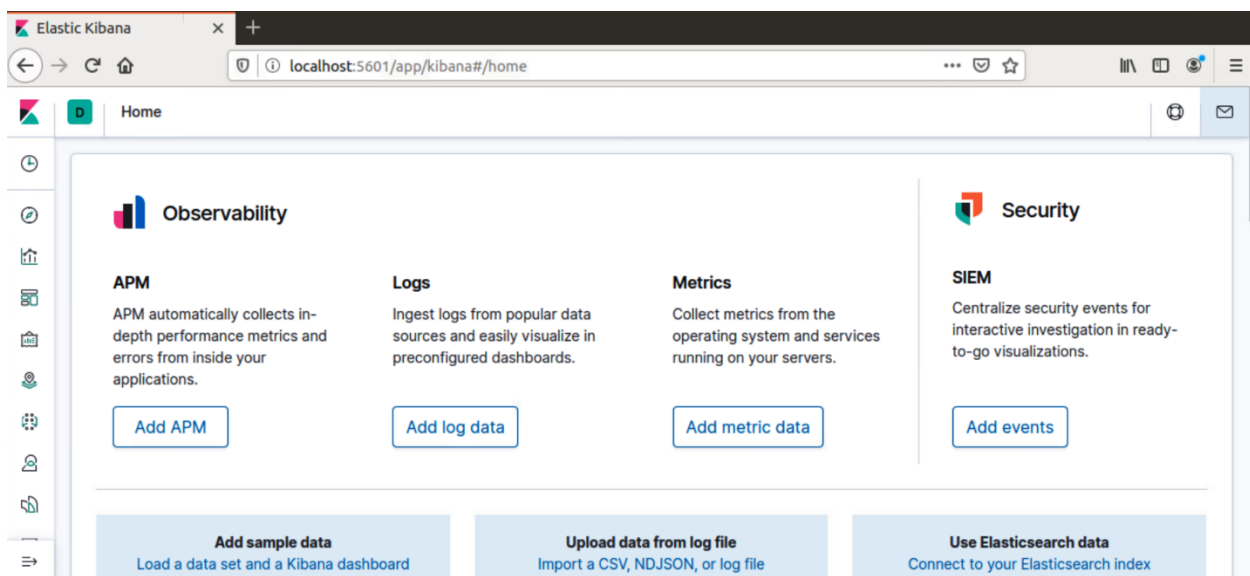 Elastic Kibana
localhost:5601/app/kibana#/home
D
Home
Observability
APM
APM automatically collects in-
depth performance metrics and
errors from inside your
applications.
Add APM
Logs
Ingest logs from popular data
sources and easily visualize in
preconfigured dashboards.
Add log data
Metrics
Collect metrics from the
operating system and services
running on your servers.
Add metric data
Security
SIEM
Centralize security events for
interactive investigation in ready-
to-go visualizations.
Add events
Add sample data
Load a data set and a Kibana dashboard
Upload data from log file
Import a CSV, NDJSON, or log file
Use Elasticsearch data
Connect to your Elasticsearch index